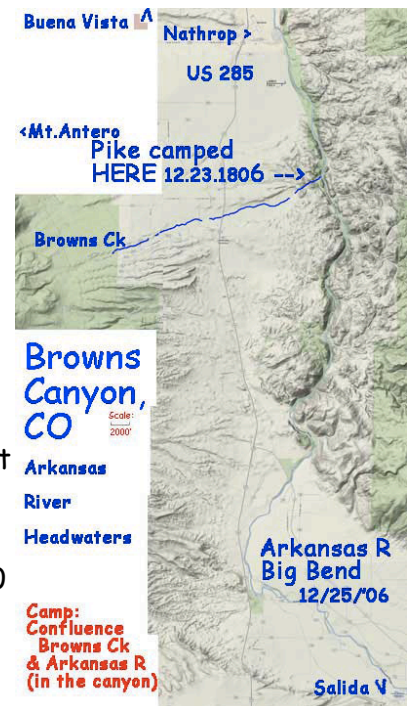 Buena Vista ^
Nathrop >
US 285
<Mt.Antero
Pike camped
HERE 12.23.1806 -->
Browns Ck
Browns
Canyon,
CO
Scale:
2000'
t
Arkansas
River
Headwaters
0
Arkansas R
Big Bend
12/25/'06
Camp:
Confluence
Browns Ck
& Arkansas R
(in the canyon)
Salida V